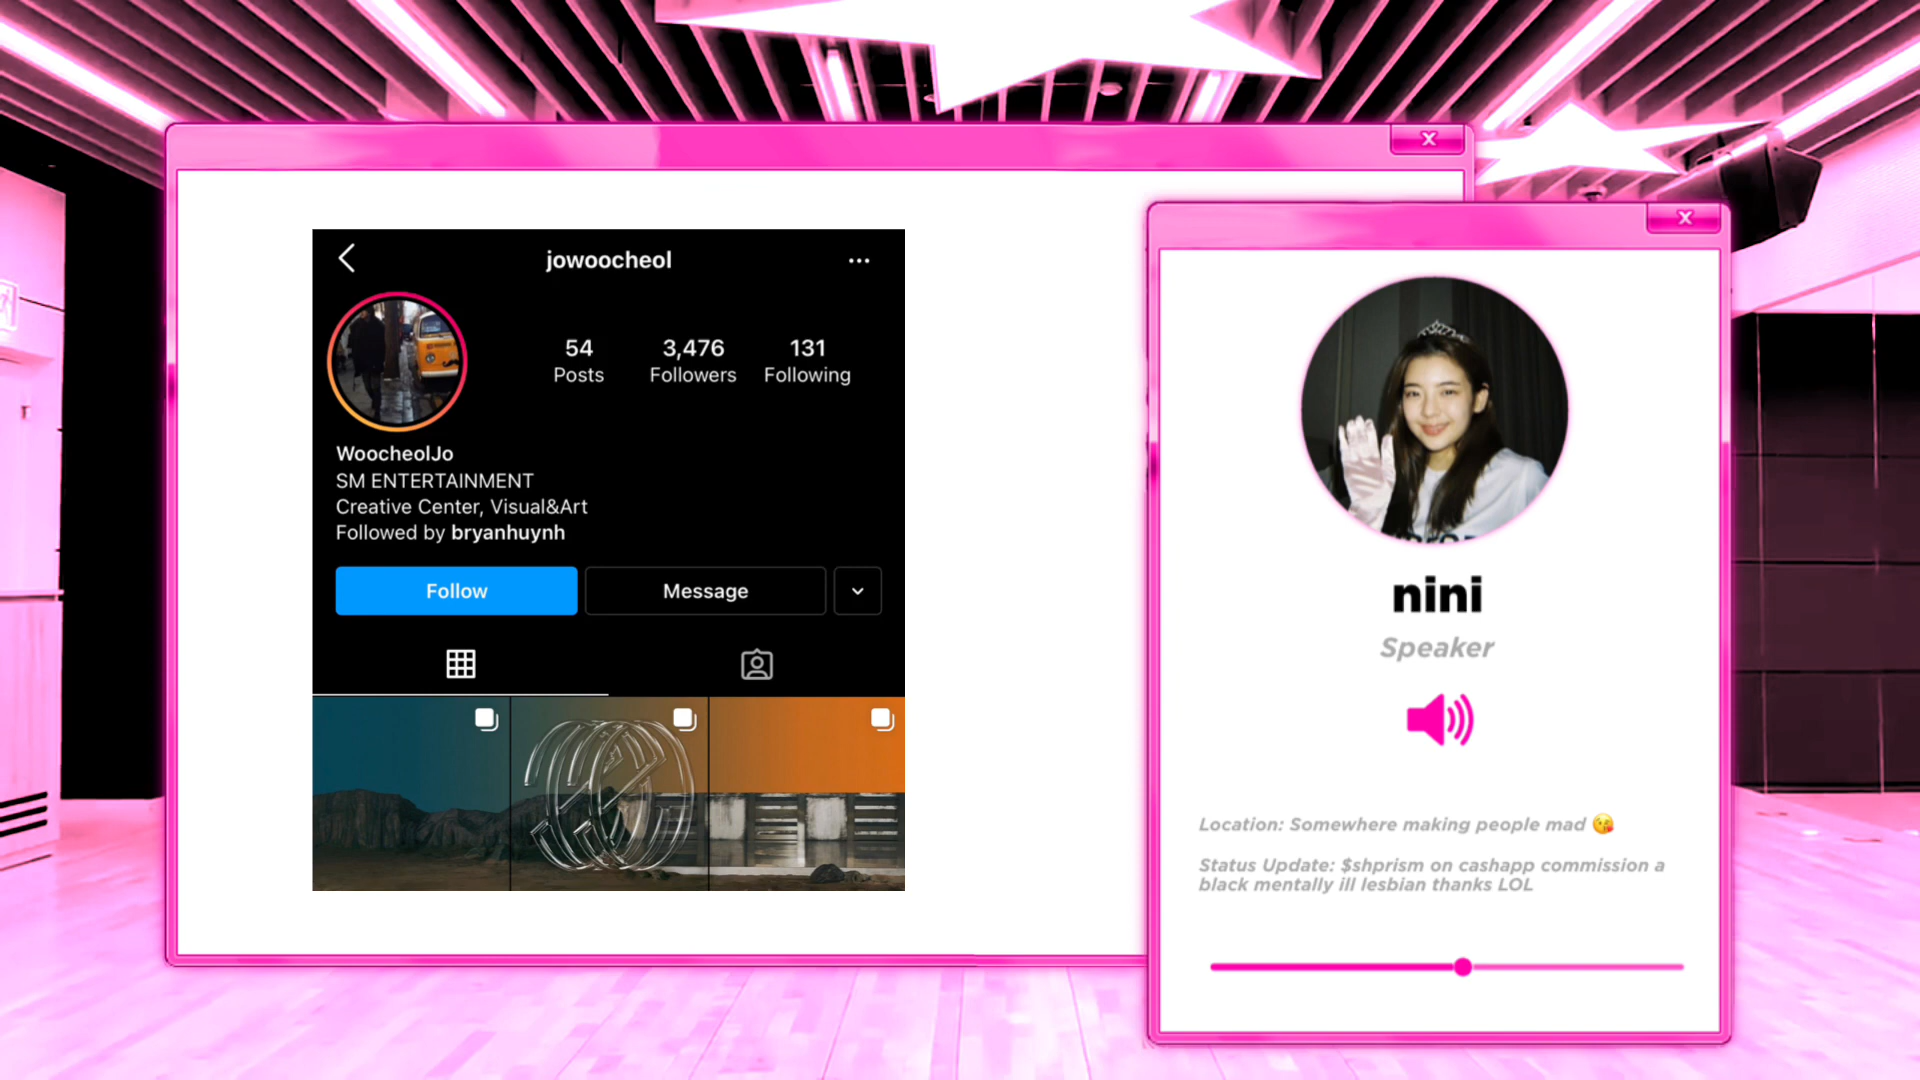 jowoocheol
54 3,476 131
Posts Followers Following
WoocheolJo
SM ENTERTAINMENT
Creative Center, Visual&Art
Followed by bryanhuynh
Follow Message
nini
Speaker
Location: Somewhere making people mad 😘
Status Update: $shprism on cashapp commission a
black mentally ill lesbian thanks LOL